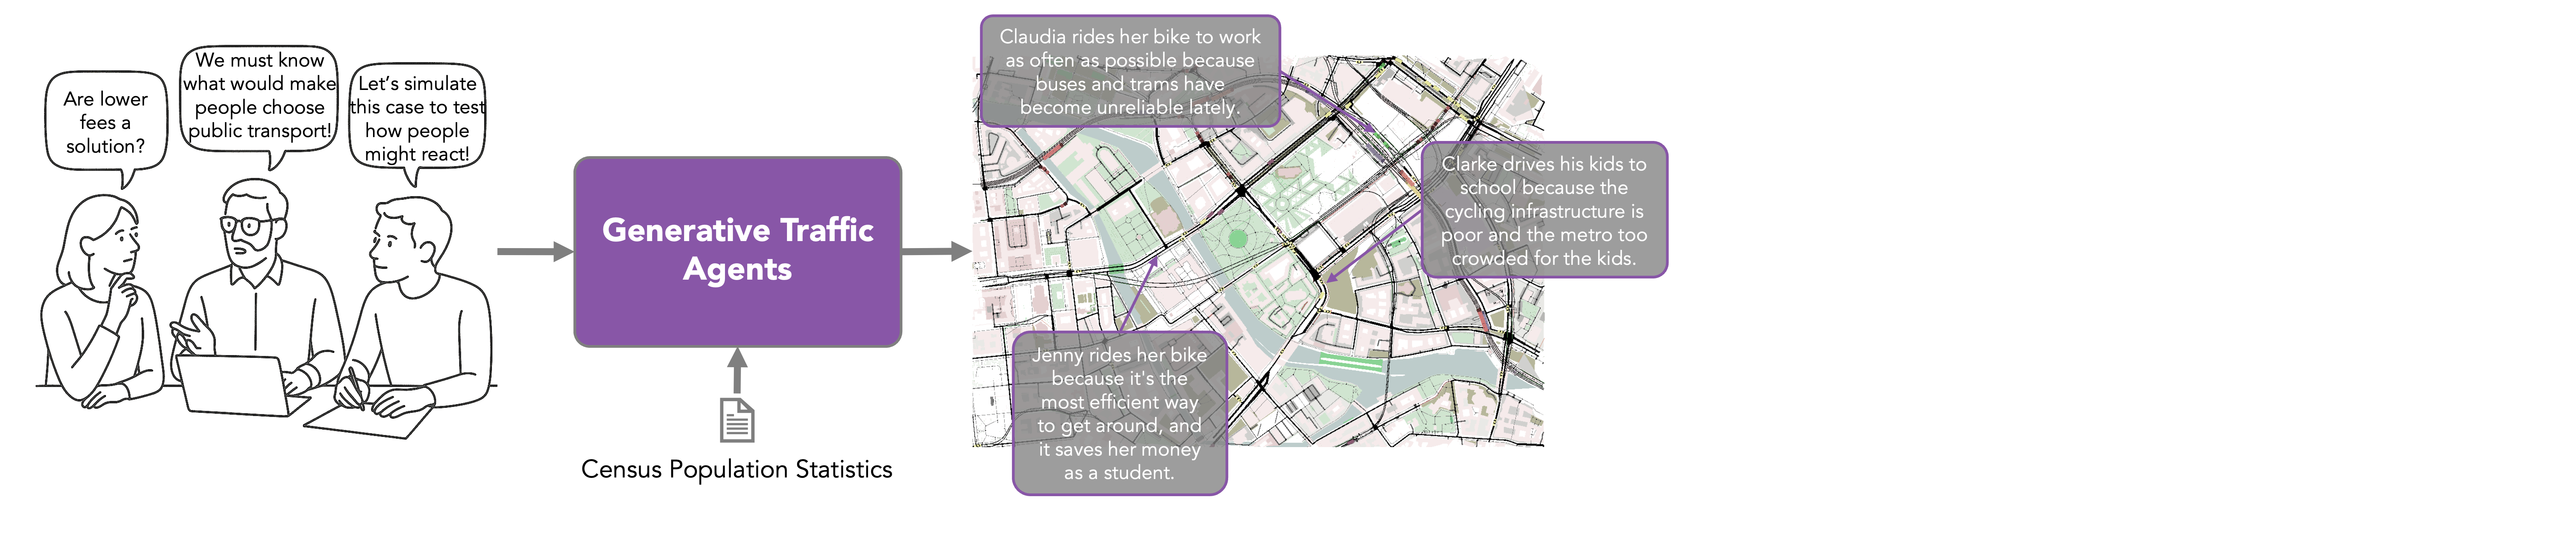 Are lower
fees a
solution?
We must know
what would make
people choose
public transport!
Let's simulate
this case to test
how people
might react!
Generative Traffic
Agents
Census Population Statistics
Claudia rides her bike to work
as often as possible because
buses and trams have
become unreliable lately.
Clarke drives his kids to
school because the
cycling infrastructure is
poor and the metro too
crowded for the kids.
Jenny rides her bike
because it's the
most efficient way
to get around, and
it saves her money
as a student.